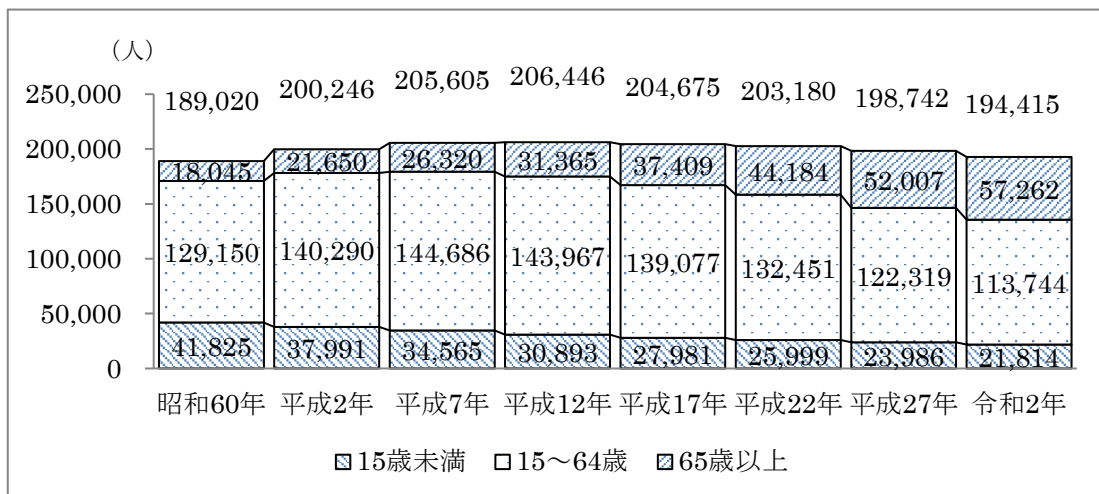 （人）
189,020 200,246 205,605 206,446 204,675 203,180 198,742 194,415
250,000
200,000
150,000
100,000
50,000
0
18,045 21,650 26,320 31,365 37,409 44,184 52,007 57,262
129,150 140,290 144,686 143,967 139,077 132,451 122,319 113,744
41,825 37,991 34,565 30,893 27,981 25,999 23,986 21,814
昭和60年 平成2年 平成7年 平成12年 平成17年 平成22年 平成27年 令和2年
15歳未満 15～64歳 65歳以上